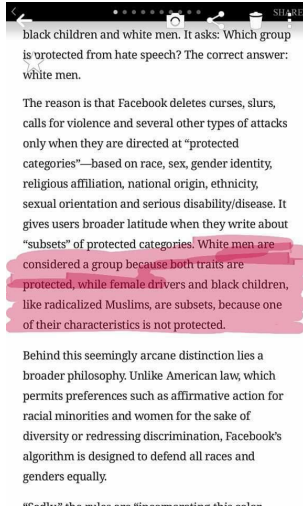 SHARE
black children and white men. It asks: Which group
is protected from hate speech? The correct answer:
white men.
The reason is that Facebook deletes curses, slurs,
calls for violence and several other types of attacks
only when they are directed at “protected
categories”—based on race, sex, gender identity,
religious affiliation, national origin, ethnicity,
sexual orientation and serious disability/disease. It
gives users broader latitude when they write about
“subsets” of protected categories. White men are
considered a group because both traits are
protected, while female drivers and black children,
like radicalized Muslims, are subsets, because one
of their characteristics is not protected.
Behind this seemingly arcane distinction lies a
broader philosophy. Unlike American law, which
permits preferences such as affirmative action for
racial minorities and women for the sake of
diversity or redressing discrimination, Facebook’s
algorithm is designed to defend all races and
genders equally.
“Sadly,” the rules are “incorporating this color-